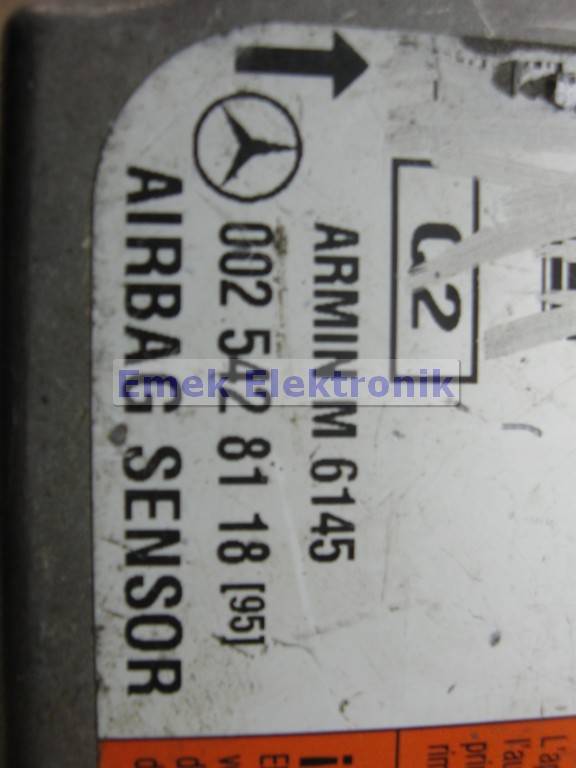 G2
ARMIN M 6145
002 542 81 18 [95]
AIRBAG SENSOR
Emek Elektronik